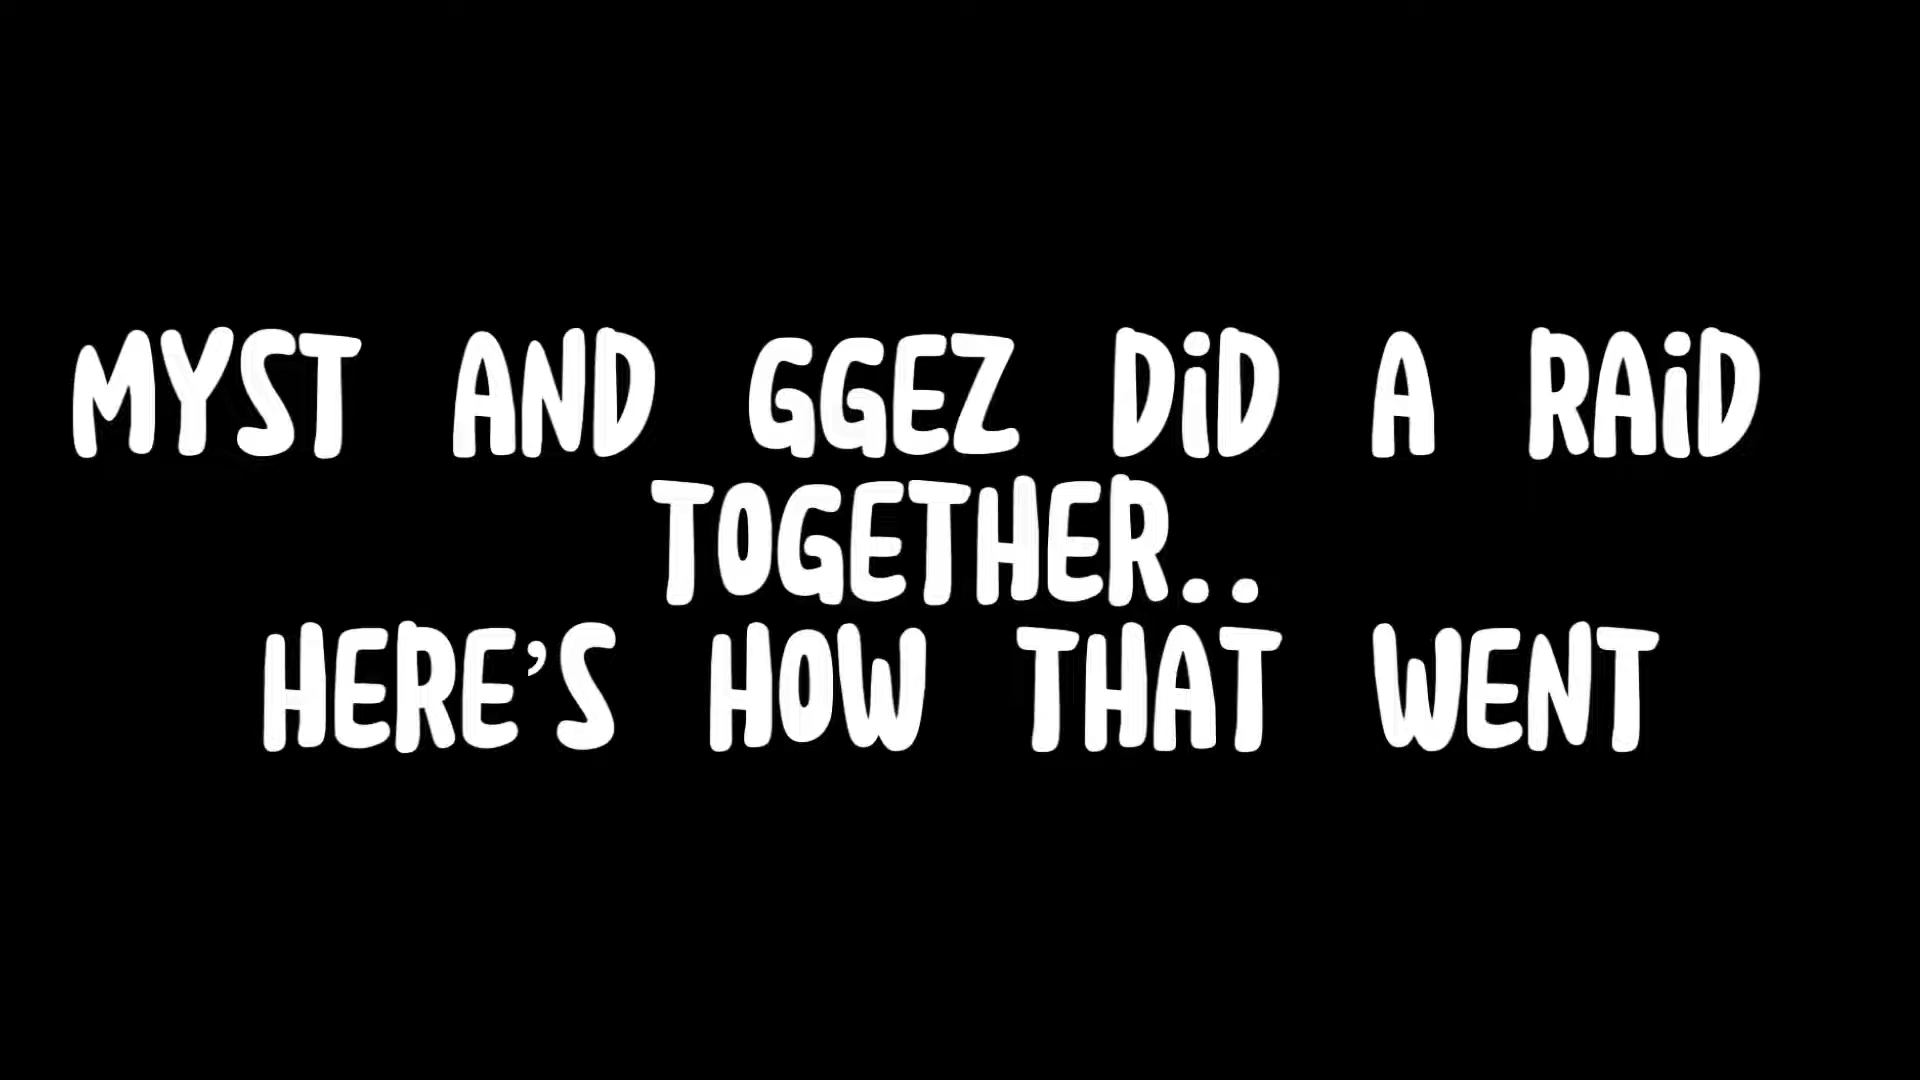 MYST AND GGEZ DiD A RAiD
TOGETHER..
HERE'S HOW THAT WENT